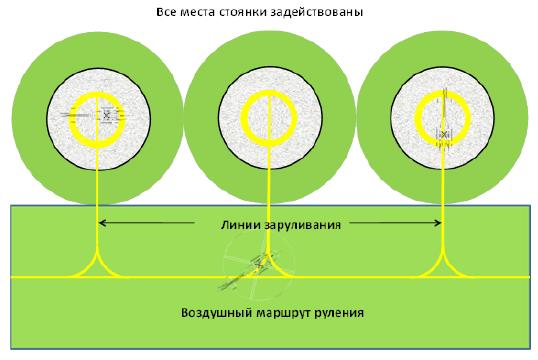 Все места стоянки задействованы
Линии заруливания
Воздушный маршрут руления